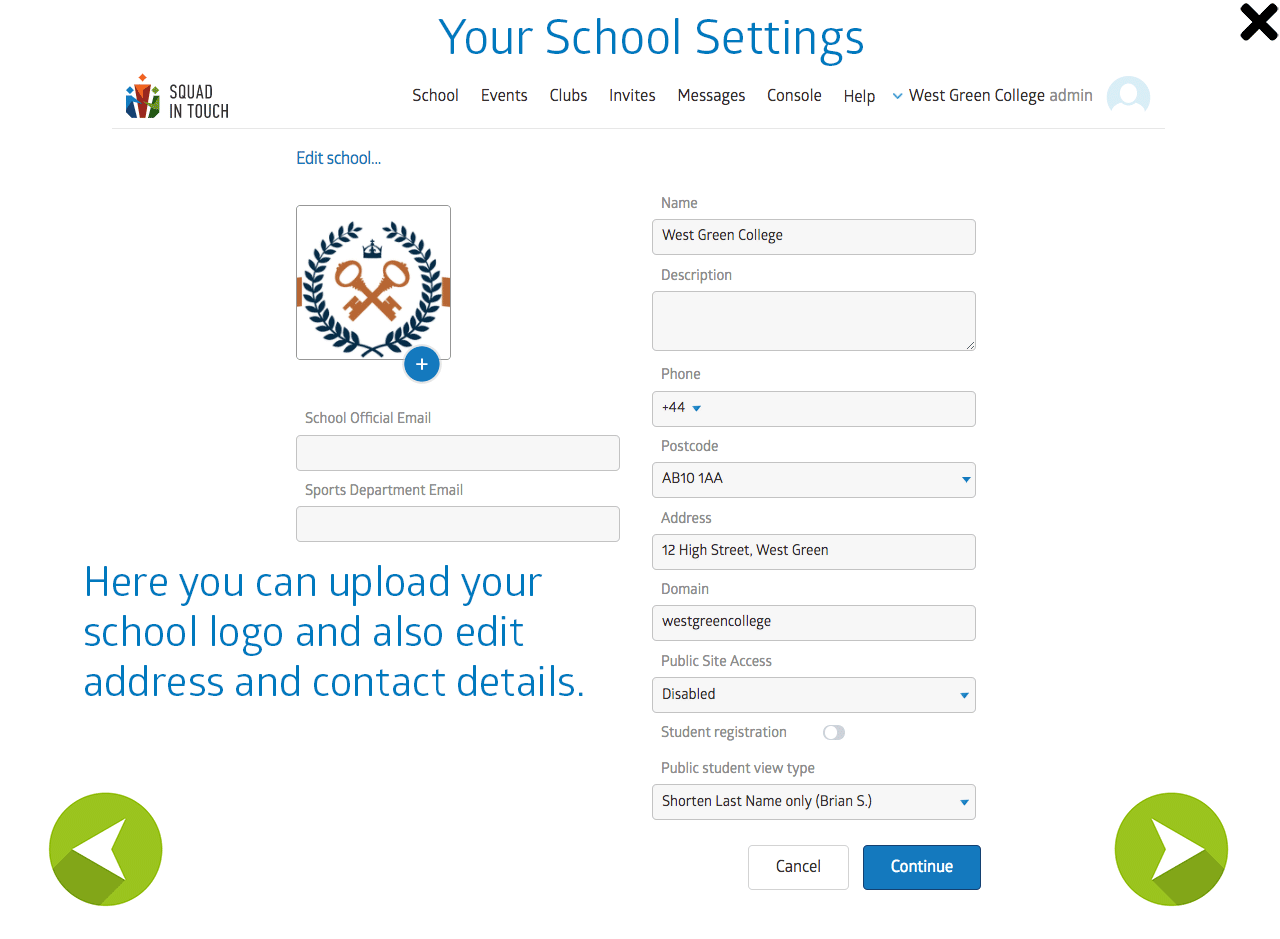 Your School Settings
SQUAD
IN TOUCH
School Events Clubs Invites Messages Console Help West Green College admin
Edit school...
Name
West Green College
Description
Phone
+44
School Official Email
Postcode
AB10 1AA
Sports Department Email
Address
12 High Street, West Green
Here you can upload your
school logo and also edit
address and contact details.
Domain
westgreencollege
Public Site Access
Disabled
Student registration
Public student view type
Shorten Last Name only (Brian S.)
Cancel Continue